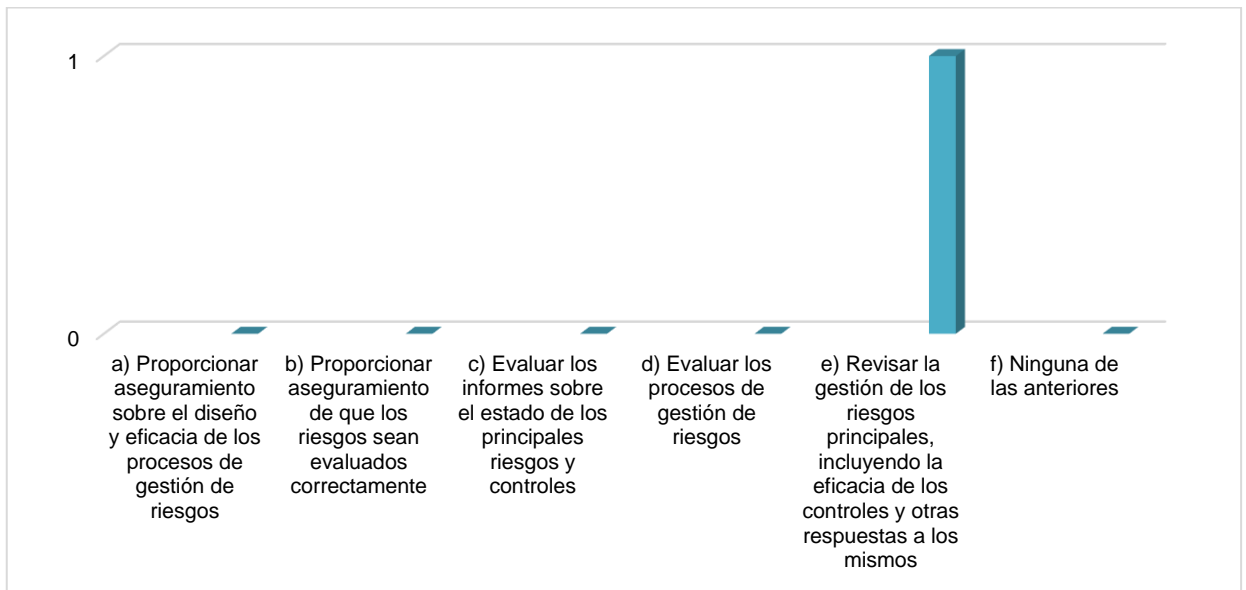 1
0
a) Proporcionar
aseguramiento
sobre el diseño
y eficacia de los
procesos de
gestión de
riesgos
b) Proporcionar
aseguramiento
de que los
riesgos sean
evaluados
correctamente
c) Evaluar los
informes sobre
el estado de los
principales
riesgos y
controles
d) Evaluar los
procesos de
gestión de
riesgos
e) Revisar la
gestión de los
riesgos
principales,
incluyendo la
eficacia de los
controles y otras
respuestas a los
mismos
f) Ninguna de
las anteriores